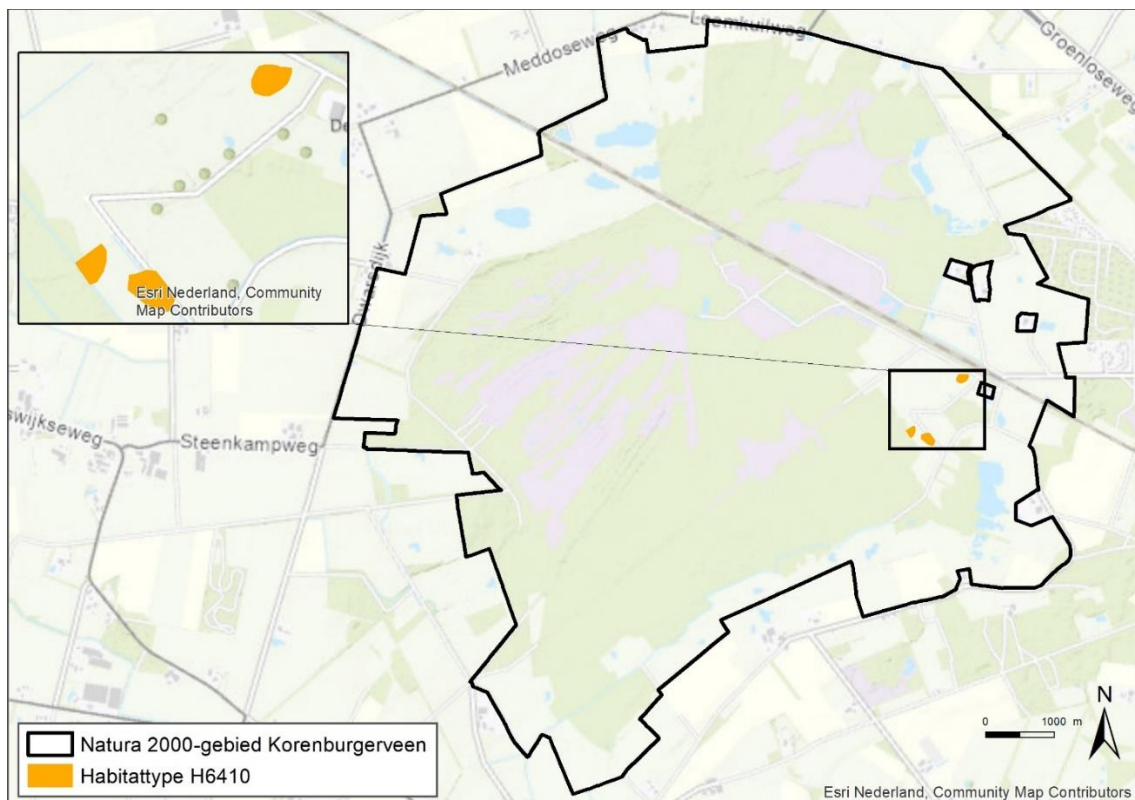 Leemkuilweg
Meddoseweg
Groenloseweg
De
Dwarsdijk
Esri Nederland, Community
Map Contributors
swijkseweg
Steenkampweg
N
0 1000 m
Natura 2000-gebied Korenburgerveen
Habitattype H6410
Esri Nederland, Community Map Contributors